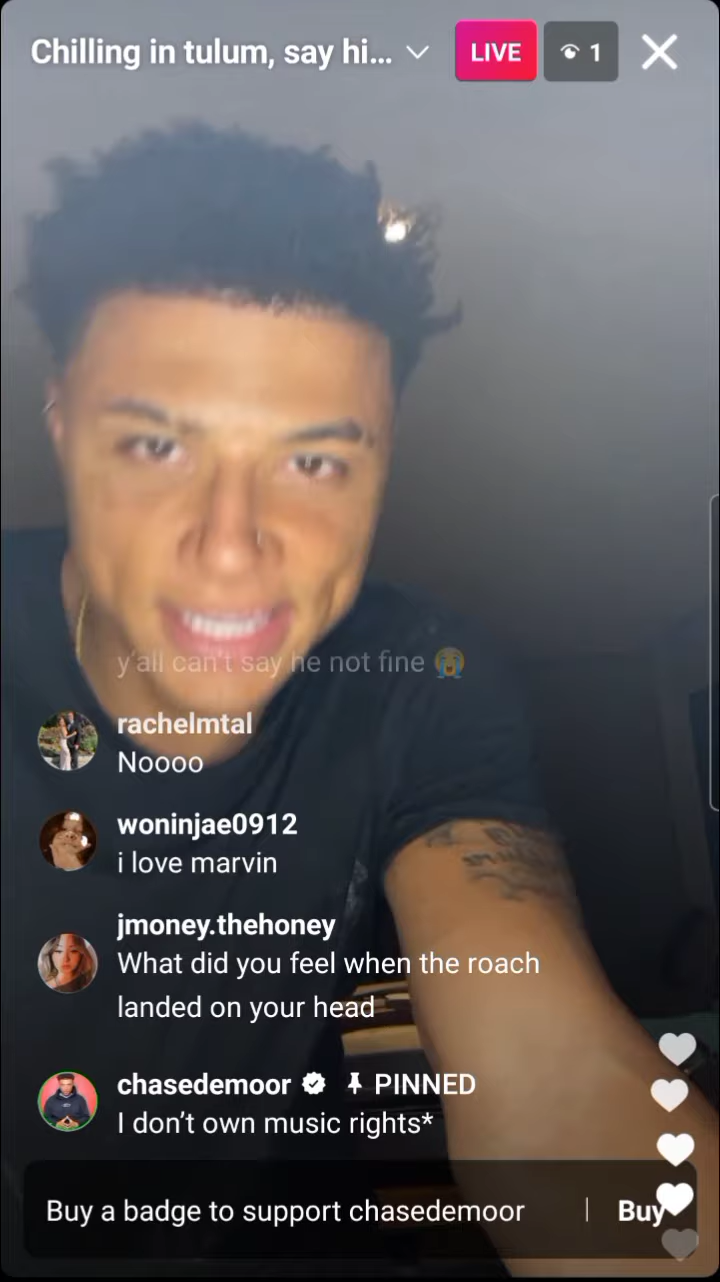 Chilling in tulum, say hi...
LIVE
1
y'all can't say he not fine 😭
rachelmtal
Noooo
woninjae0912
i love marvin
jmoney.thehoney
What did you feel when the roach
landed on your head
chasedemoor PINNED
I don’t own music rights*
Buy a badge to support chasedemoor | Buy